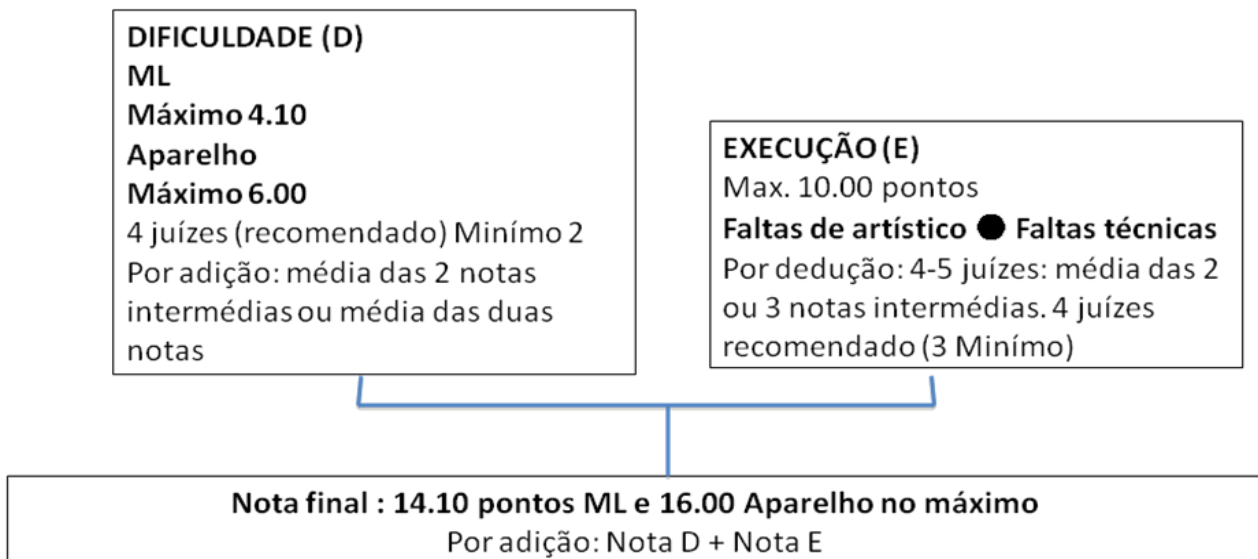 DIFICULDADE (D)
ML
Máximo 4.10
Aparelho
Máximo 6.00
4 juízes (recomendado) Minímo 2
Por adição: média das 2 notas
intermédias ou média das duas
notas
EXECUÇÃO (E)
Max. 10.00 pontos
Faltas de artístico ● Faltas técnicas
Por dedução: 4-5 juízes: média das 2
ou 3 notas intermédias. 4 juízes
recomendado (3 Minímo)
Nota final : 14.10 pontos ML e 16.00 Aparelho no máximo
Por adição: Nota D + Nota E